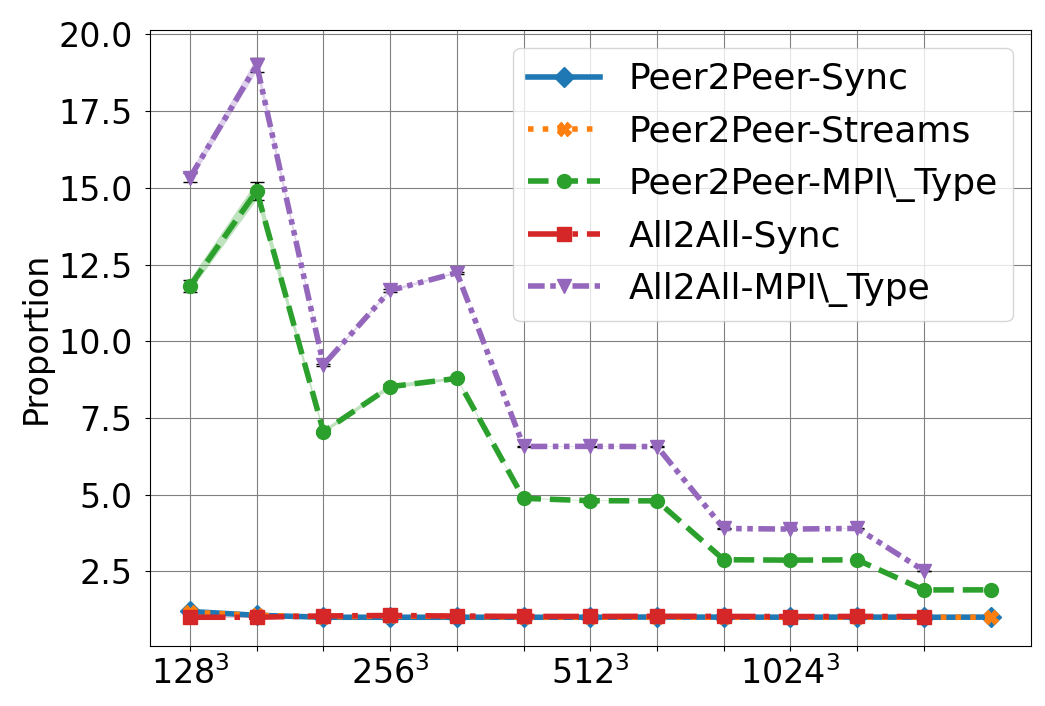 20.0
17.5
15.0
12.5
10.0
7.5
5.0
2.5
Proportion
Peer2Peer-Sync
Peer2Peer-Streams
Peer2Peer-MPI\_Type
All2All-Sync
All2All-MPI\_Type
128³ 256³ 512³ 1024³